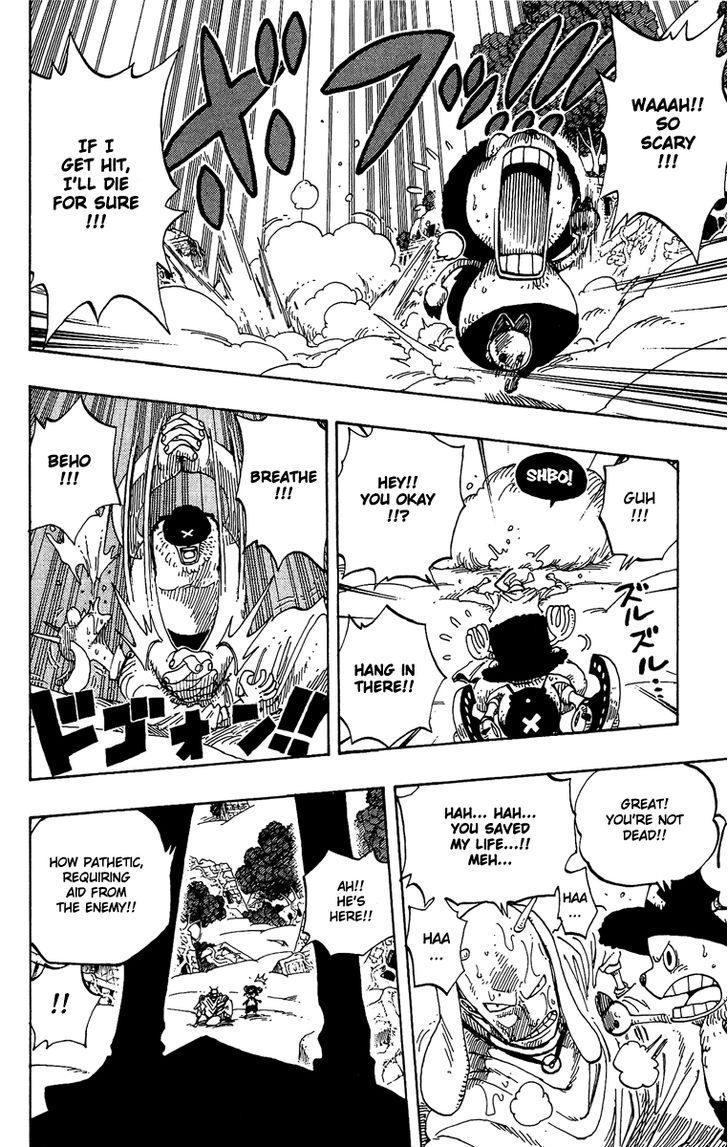 WAAAH!!
SO
SCARY
!!!
IF I
GET HIT,
I'LL DIE
FOR SURE
!!!
ズズッ
GUH
!!!
SHBO!
HEY!!
YOU OKAY
!!?
HANG IN
THERE!!
ズル
ズル…
BREATHE
!!!
BEHO
!!!
ドゴォーン!!
GREAT!
YOU'RE NOT
DEAD!!
HAH... HAH...
YOU SAVED
MY LIFE...!!
MEH...
HAA
...
HAA
...
AH!!
HE'S
HERE!!
HOW PATHETIC,
REQUIRING
AID FROM
THE ENEMY!!
!!